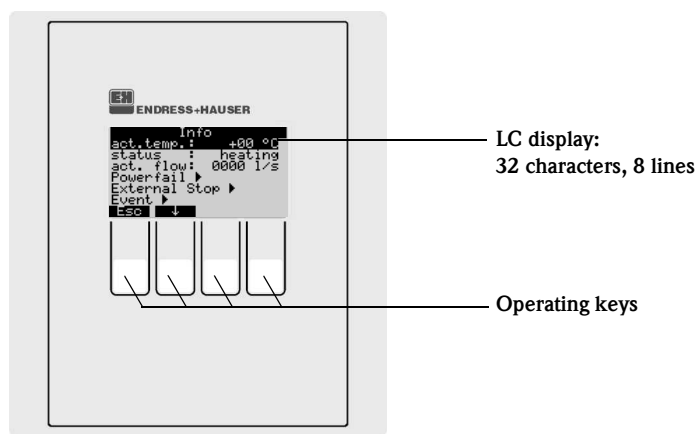 E+H
ENDRESS+HAUSER
Info
act.temp.: +00 °C
status : heating
act. flow: 0000 l/s
Powerfail ▶
External Stop ▶
Event ▶
Esc ↓
LC display:
32 characters, 8 lines
Operating keys